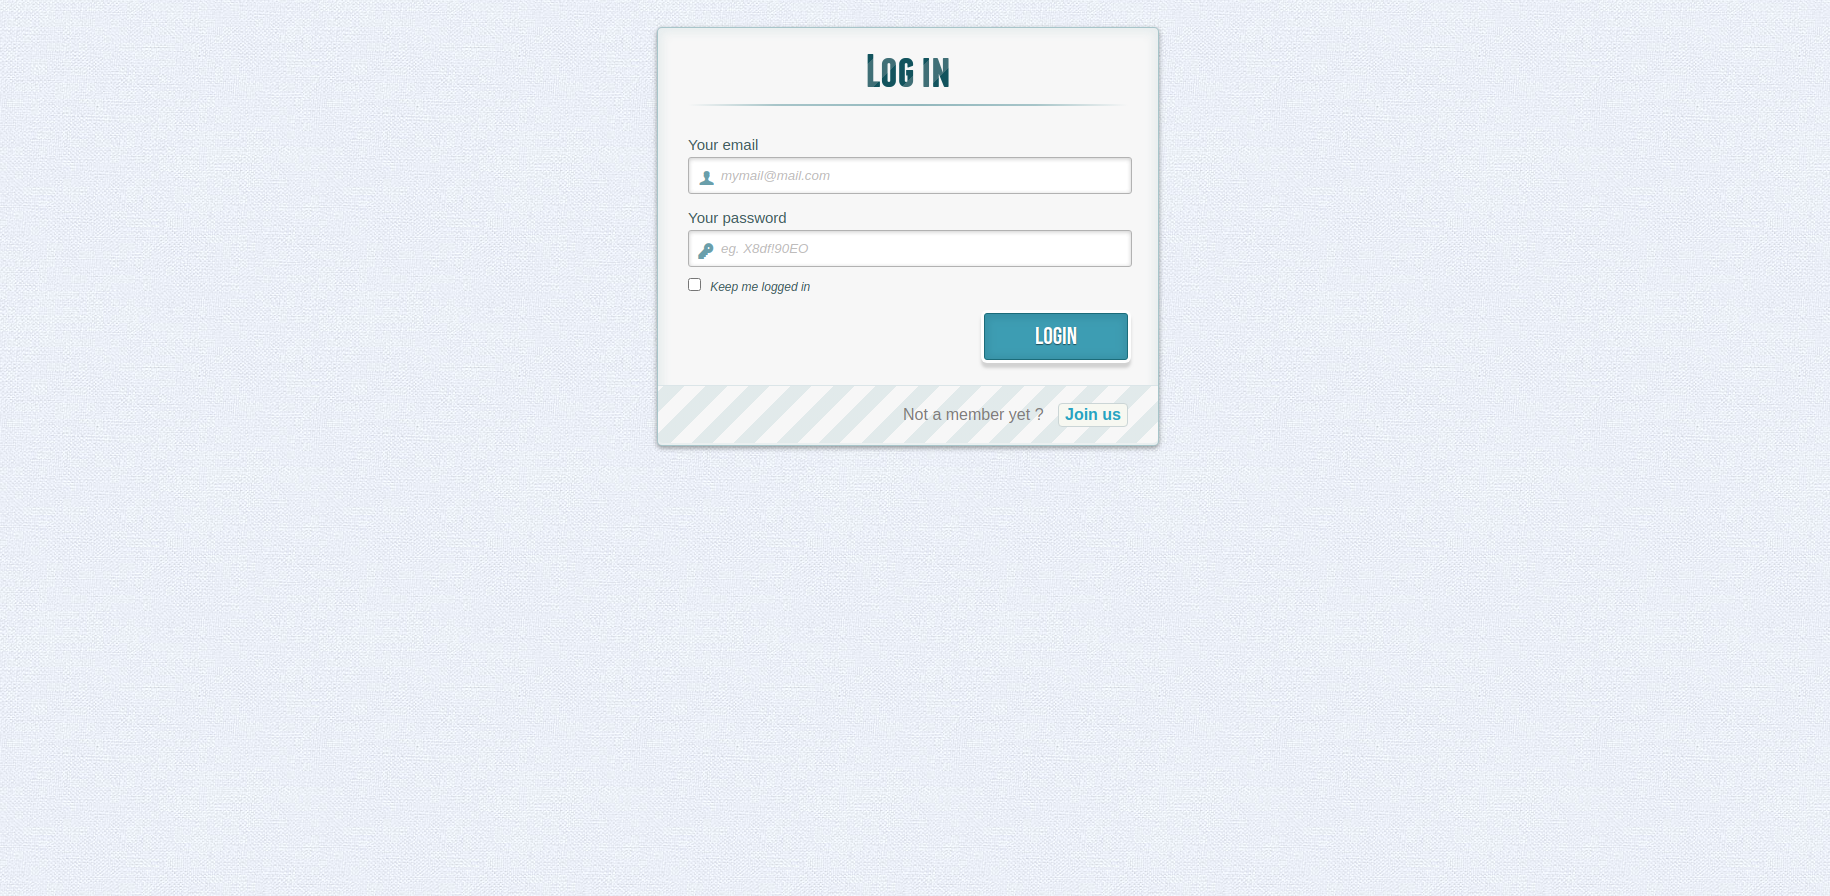 Log in
Your email
mymail@mail.com
Your password
eg. X8df!90EO
Keep me logged in
LOGIN
Not a member yet ? Join us